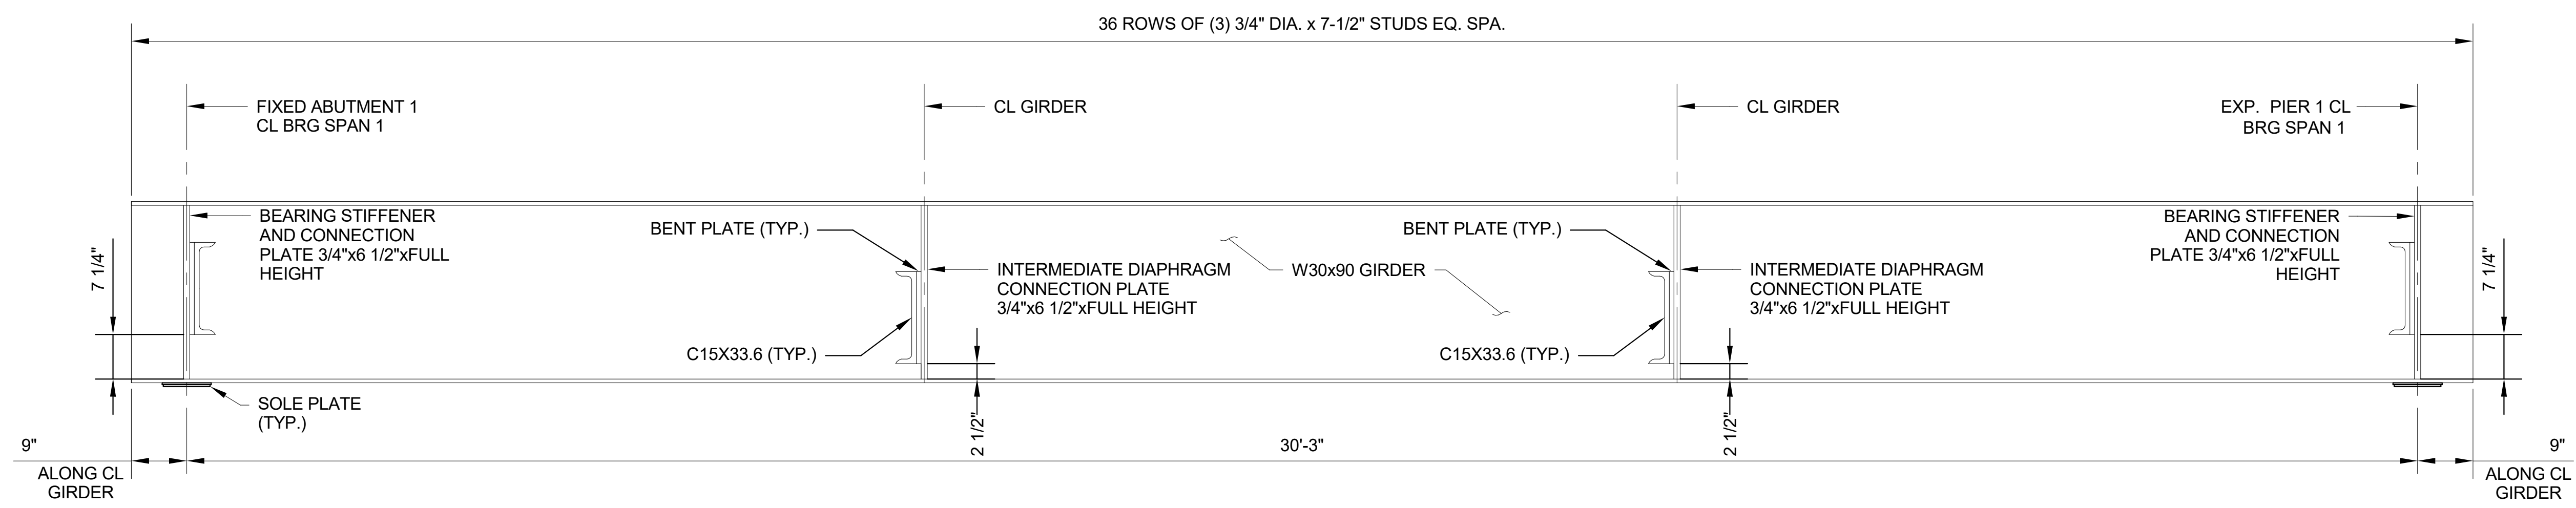 36 ROWS OF (3) 3/4" DIA. x 7-1/2" STUDS EQ. SPA.
FIXED ABUTMENT 1
CL BRG SPAN 1
CL GIRDER
CL GIRDER
EXP. PIER 1 CL
BRG SPAN 1
BEARING STIFFENER
AND CONNECTION
PLATE 3/4"x6 1/2"xFULL
HEIGHT
BENT PLATE (TYP.)
INTERMEDIATE DIAPHRAGM
CONNECTION PLATE
3/4"x6 1/2"xFULL HEIGHT
W30x90 GIRDER
BENT PLATE (TYP.)
INTERMEDIATE DIAPHRAGM
CONNECTION PLATE
3/4"x6 1/2"xFULL HEIGHT
BEARING STIFFENER
AND CONNECTION
PLATE 3/4"x6 1/2"xFULL
HEIGHT
7 1/4"
7 1/4"
C15X33.6 (TYP.)
C15X33.6 (TYP.)
SOLE PLATE
(TYP.)
2 1/2"
2 1/2"
9"
ALONG CL
GIRDER
30'-3"
9"
ALONG CL
GIRDER